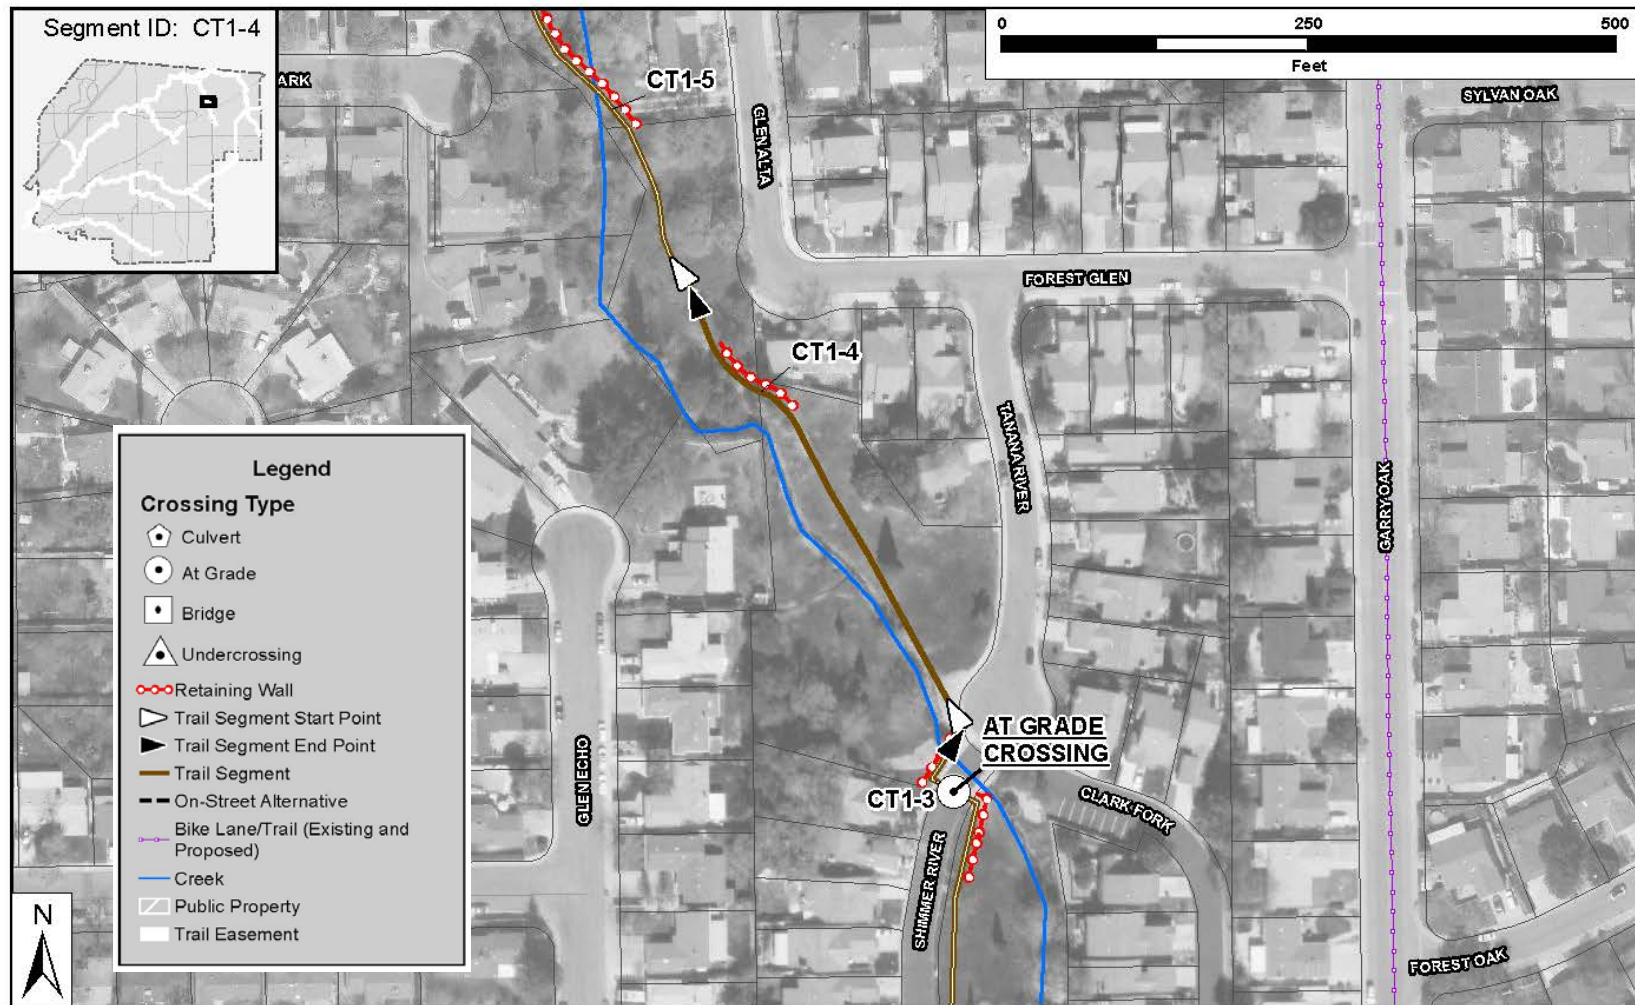 Segment ID: CT1-4
0 250 500
Feet
ARK
CT1-5
SYLVAN OAK
GLEN ALTA
FOREST GLEN
CT1-4
TANANA RIVER
GARRY OAK
Legend
Crossing Type
Culvert
At Grade
Bridge
Undercrossing
Retaining Wall
Trail Segment Start Point
Trail Segment End Point
Trail Segment
On-Street Alternative
Bike Lane/Trail (Existing and
Proposed)
Creek
Public Property
Trail Easement
GLEN ECHO
AT GRADE
CROSSING
CT1-3
CLARK FORK
SHIMMER RIVER
FOREST OAK
N